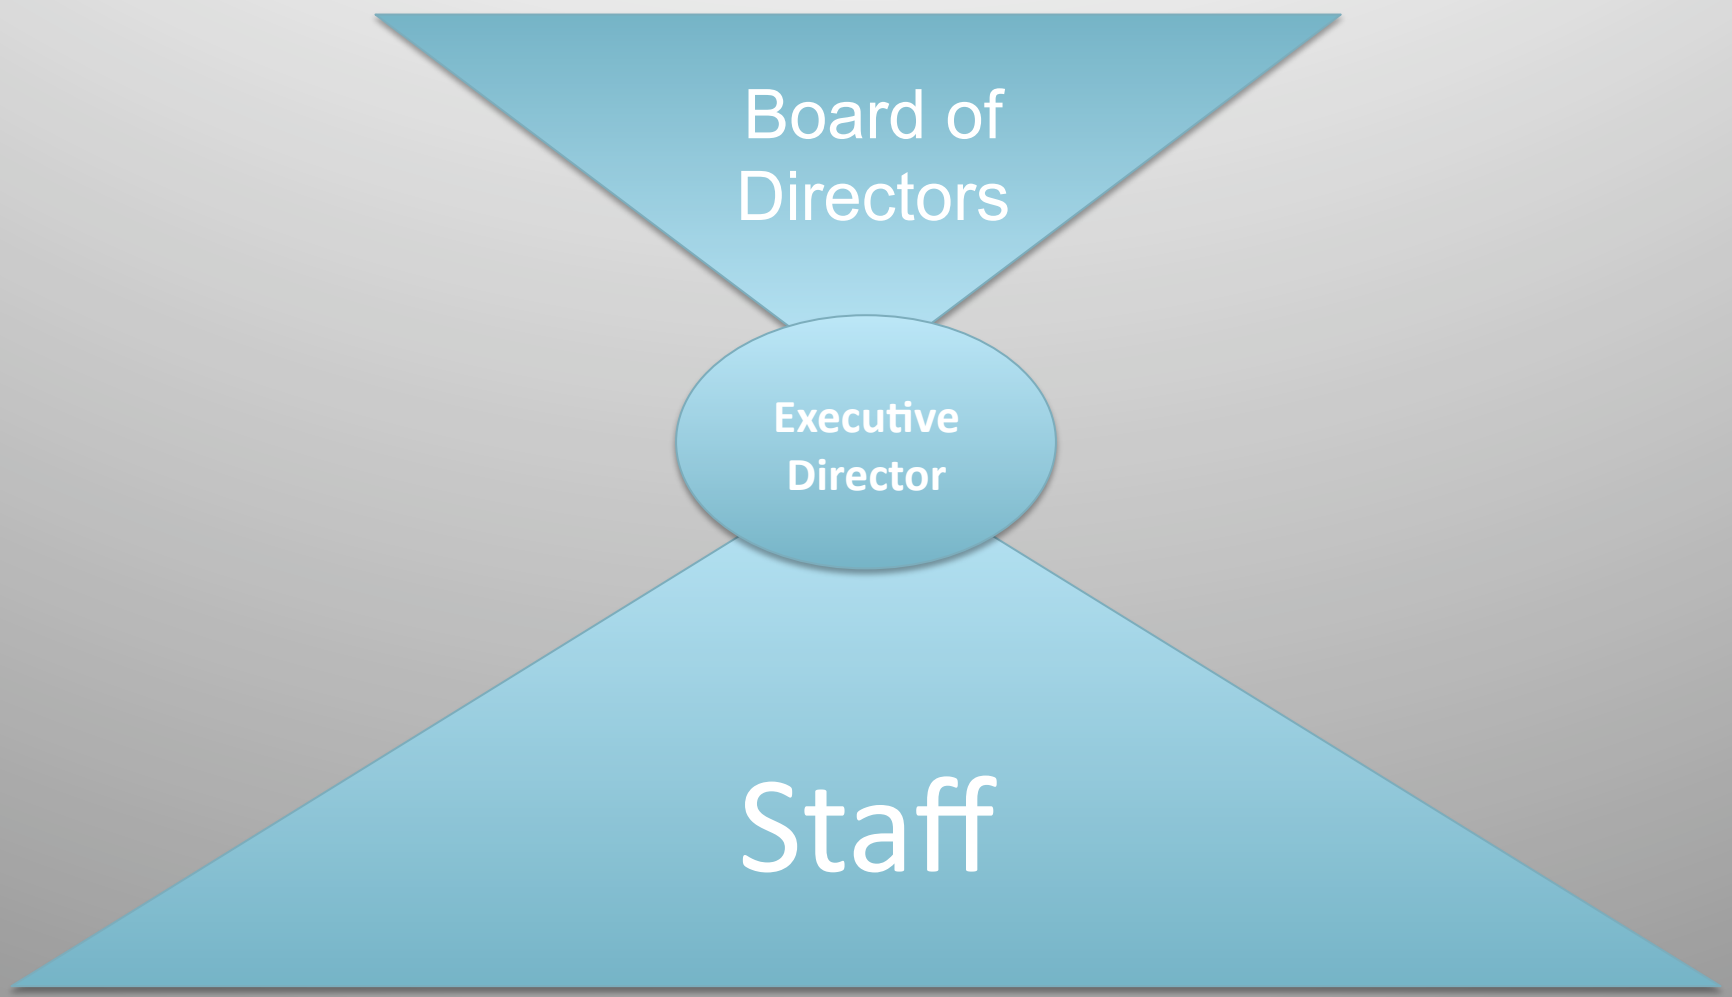 Board of
Directors
Executive
Director
Staff